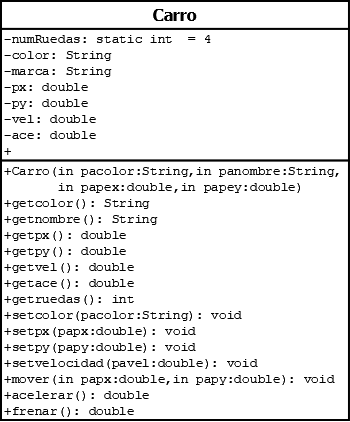 Carro
-numRuedas: static int = 4
-color: String
-marca: String
-px: double
-py: double
-vel: double
-ace: double
+
+Carro(in pacolor:String,in panombre:String,
in papex:double,in papey:double)
+getcolor(): String
+getnombre(): String
+getpx(): double
+getpy(): double
+getvel(): double
+getace(): double
+getruedas(): int
+setcolor(pacolor:String): void
+setpx(papx:double): void
+setpy(papy:double): void
+setvelocidad(pavel:double): void
+mover(in papx:double,in papy:double): void
+acelerar(): double
+frenar(): double